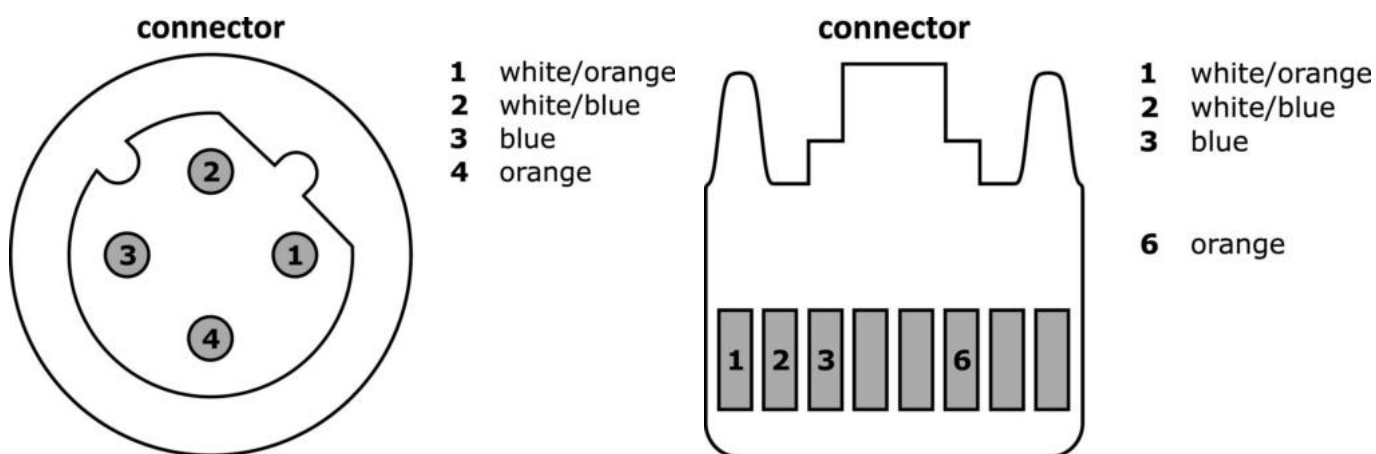 connector
1 white/orange
2 white/blue
3 blue
4 orange
2
3 1
4
connector
1 white/orange
2 white/blue
3 blue
6 orange
1 2 3 6